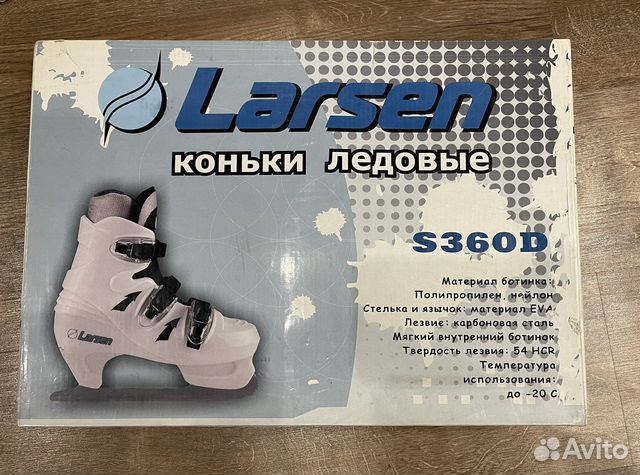 Larsen
коньки ледовые
S360D
Материал ботинка:
Полипропилен, нейлон
Стелька и язычок: материал EVA
Лезвие: карбоновая сталь
Мягкий внутренний ботинок
Твердость лезвия: 54 HCR
Температура
использования:
до -20 С
Larsen
Avito